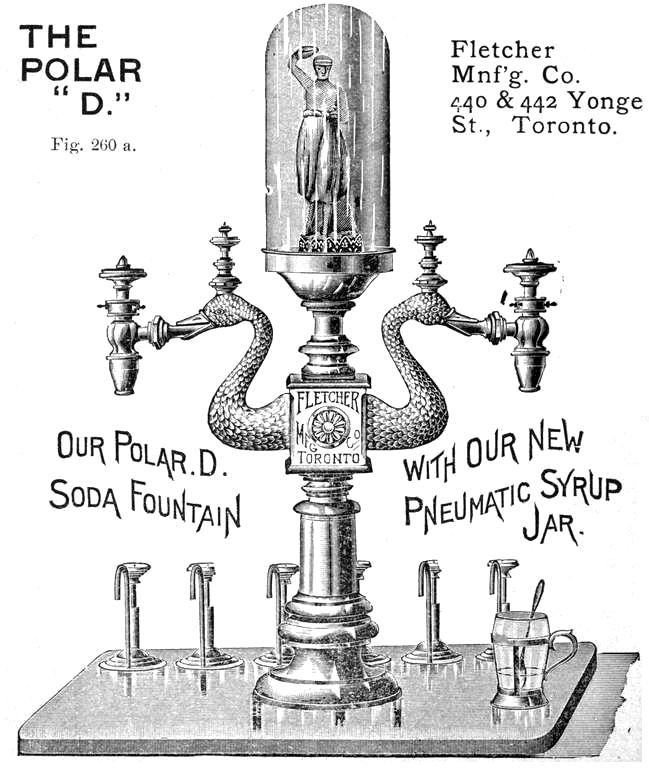 THE
POLAR
"D."
Fig. 260 a.
Fletcher
Mnf'g. Co.
440 & 442 Yonge
St., Toronto.
FLETCHER
MNG CO
TORONTO
OUR POLAR.D.
SODA FOUNTAIN
WITH OUR NEW
PNEUMATIC SYRUP
JAR.